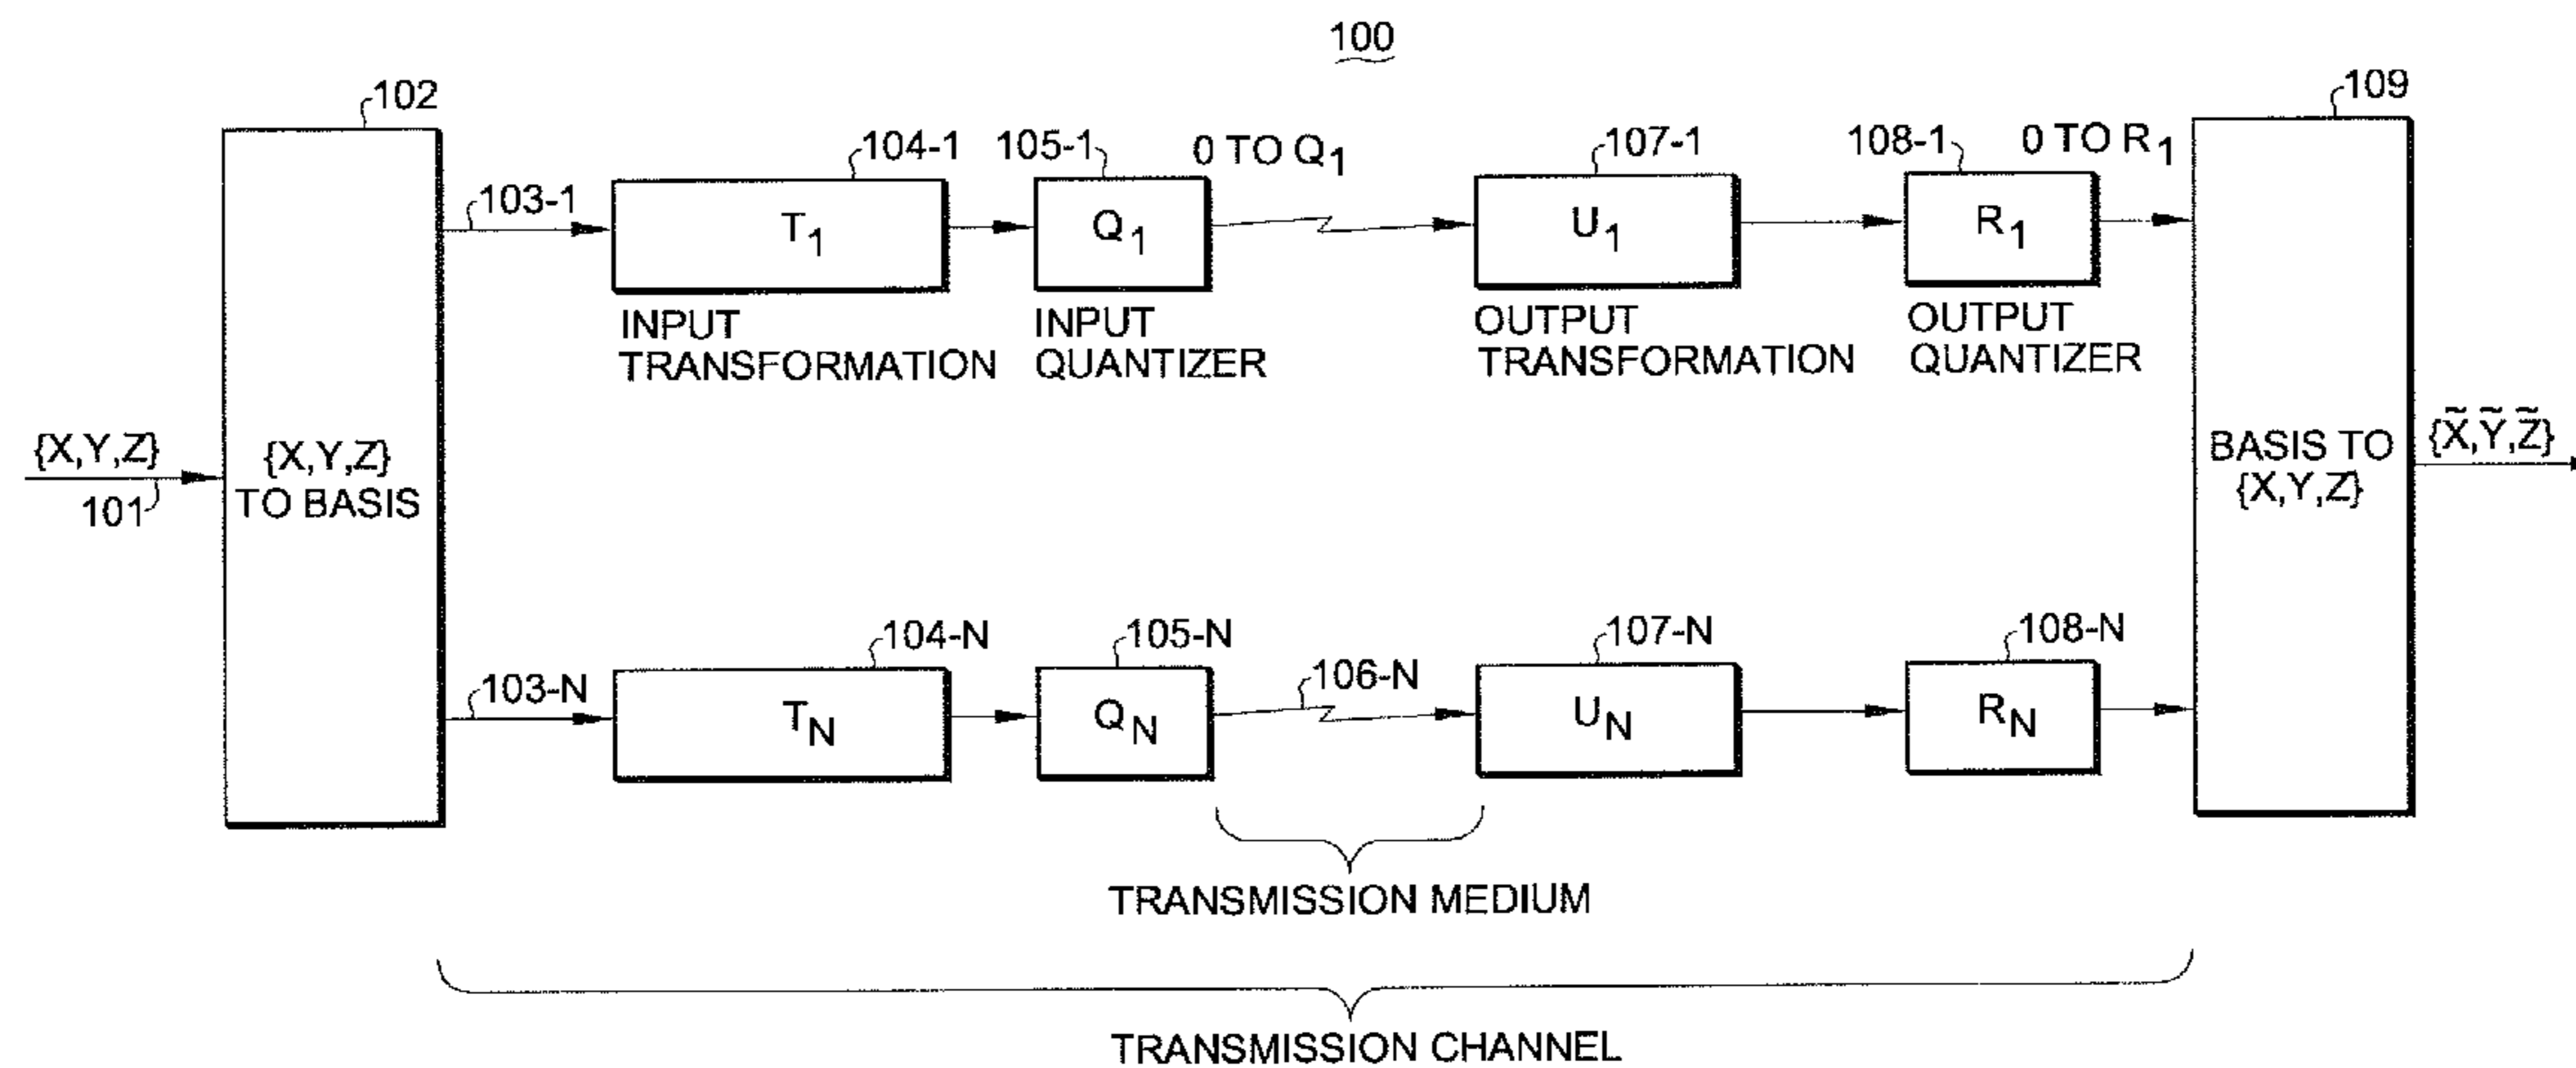 100
102
109
104-1
105-1
0 TO Q1
107-1
108-1
0 TO R1
103-1
T1
Q1
U1
R1
INPUT
TRANSFORMATION
INPUT
QUANTIZER
OUTPUT
TRANSFORMATION
OUTPUT
QUANTIZER
{X,Y,Z}
101
{X,Y,Z}
TO BASIS
BASIS TO
{X,Y,Z}
{X̃,Ỹ,Z̃}
104-N
105-N
107-N
108-N
103-N
106-N
TN
QN
UN
RN
TRANSMISSION MEDIUM
TRANSMISSION CHANNEL